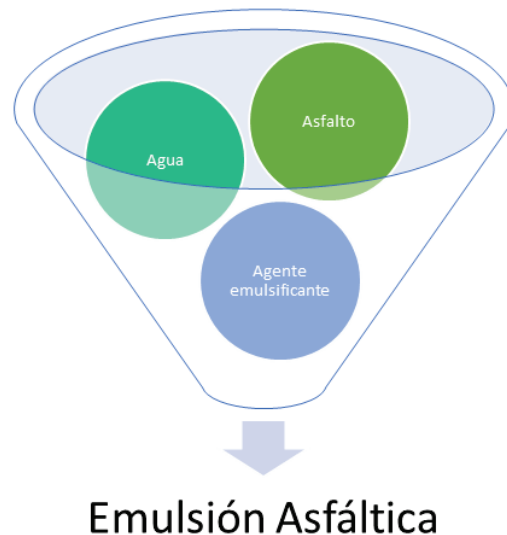 Asfalto
Agua
Agente
emulsificante
Emulsión Asfáltica